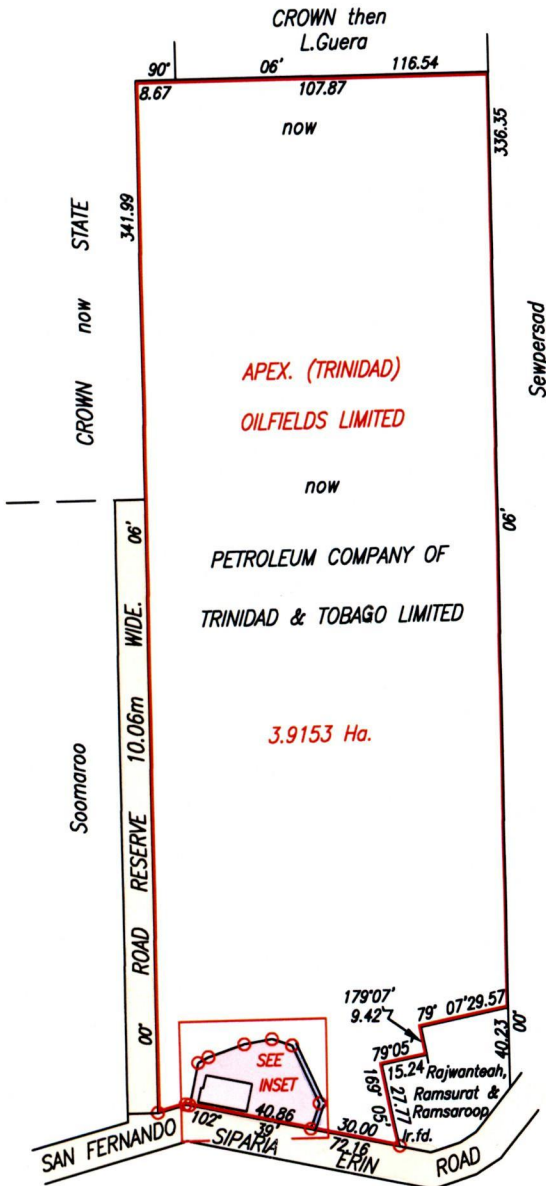 CROWN then
L.Guera
90° 06' 116.54
8.67 107.87
now
336.35
341.99
CROWN now STATE
Sewpersad
APEX. (TRINIDAD)
OILFIELDS LIMITED
now
06'
06'
PETROLEUM COMPANY OF
TRINIDAD & TOBAGO LIMITED
3.9153 Ha.
Soomaroo
ROAD RESERVE 10.06m WIDE.
00'
179°07'
9.42
79° 07' 29.57
40.23
00"
79°05'
15.24
169° 05'
27.77
Rajwanteah,
Ramsurat &
Ramsaroop
Ir.fd.
SEE
INSET
102°
39'
40.86
30.00
72.16
SAN FERNANDO SIPARIA ERIN ROAD